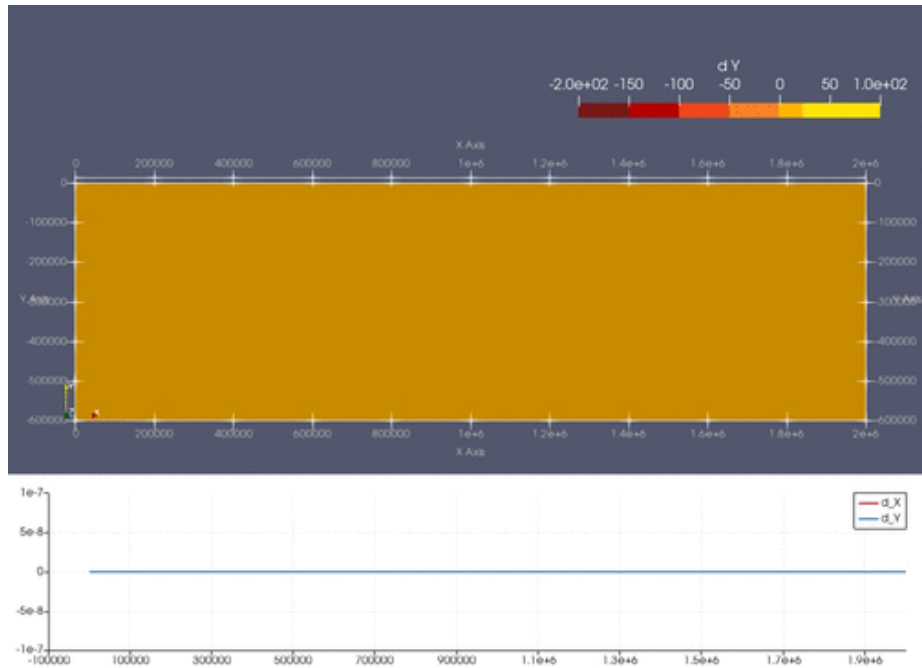 d Y
-2.0e+02 -150 -100 -50 0 50 1.0e+02
X Axis
0 200000 400000 600000 800000 1e+6 1.2e+6 1.4e+6 1.6e+6 1.8e+6 2e+6
0 0
-100000 -100000
-200000 -200000
Y Axis -300000 -300000 Y Axis
-400000 -400000
-500000 -500000
-600000 -600000
0 200000 400000 600000 800000 1e+6 1.2e+6 1.4e+6 1.6e+6 1.8e+6 2e+6
X Axis
1e-7
d_X
d_Y
5e-8
0
-5e-8
-1e-7
-100000 100000 300000 500000 700000 900000 1.1e+6 1.3e+6 1.5e+6 1.7e+6 1.9e+6